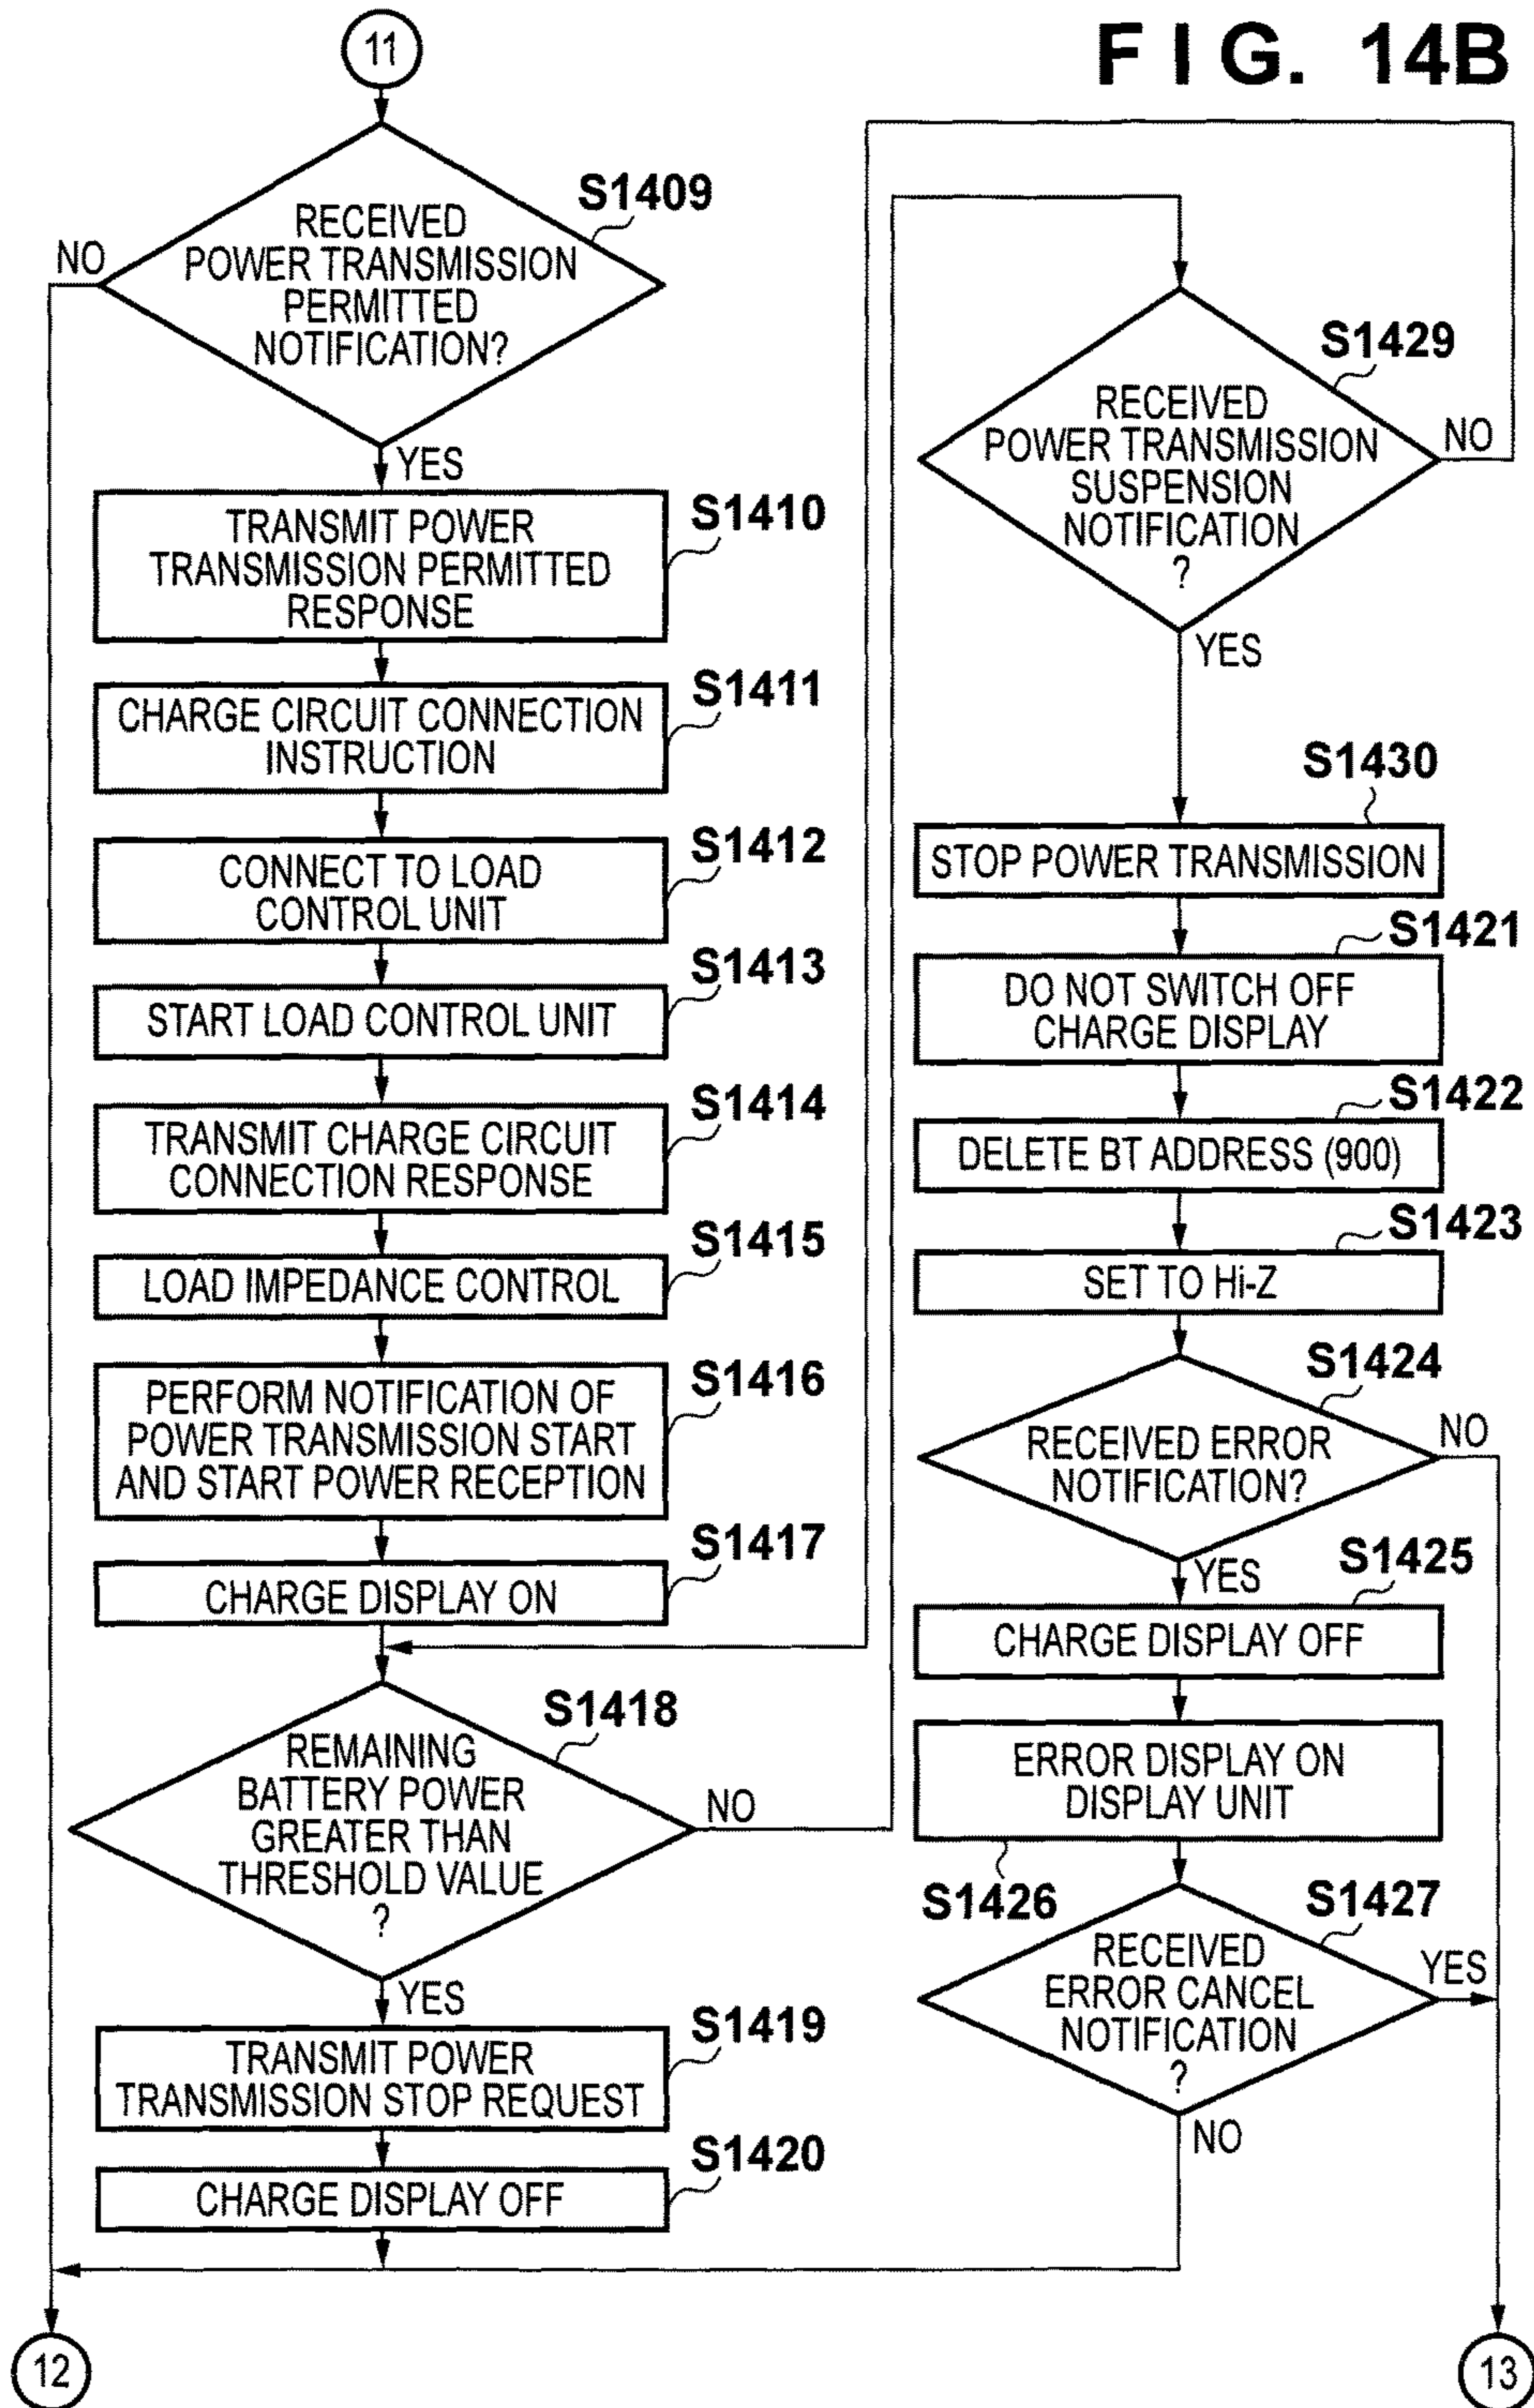 FIG. 14B
11
S1409
RECEIVED
POWER TRANSMISSION
PERMITTED
NOTIFICATION?
NO
YES
S1410
TRANSMIT POWER
TRANSMISSION PERMITTED
RESPONSE
S1411
CHARGE CIRCUIT CONNECTION
INSTRUCTION
S1412
CONNECT TO LOAD
CONTROL UNIT
S1413
START LOAD CONTROL UNIT
S1414
TRANSMIT CHARGE CIRCUIT
CONNECTION RESPONSE
S1415
LOAD IMPEDANCE CONTROL
S1416
PERFORM NOTIFICATION OF
POWER TRANSMISSION START
AND START POWER RECEPTION
S1417
CHARGE DISPLAY ON
S1418
REMAINING
BATTERY POWER
GREATER THAN
THRESHOLD VALUE
?
NO
YES
S1419
TRANSMIT POWER
TRANSMISSION STOP REQUEST
S1420
CHARGE DISPLAY OFF
12
S1429
RECEIVED
POWER TRANSMISSION
SUSPENSION
NOTIFICATION
?
NO
YES
S1430
STOP POWER TRANSMISSION
S1421
DO NOT SWITCH OFF
CHARGE DISPLAY
S1422
DELETE BT ADDRESS (900)
S1423
SET TO Hi-Z
S1424
RECEIVED ERROR
NOTIFICATION?
NO
YES
S1425
CHARGE DISPLAY OFF
ERROR DISPLAY ON
DISPLAY UNIT
S1426
S1427
RECEIVED
ERROR CANCEL
NOTIFICATION
?
YES
NO
13